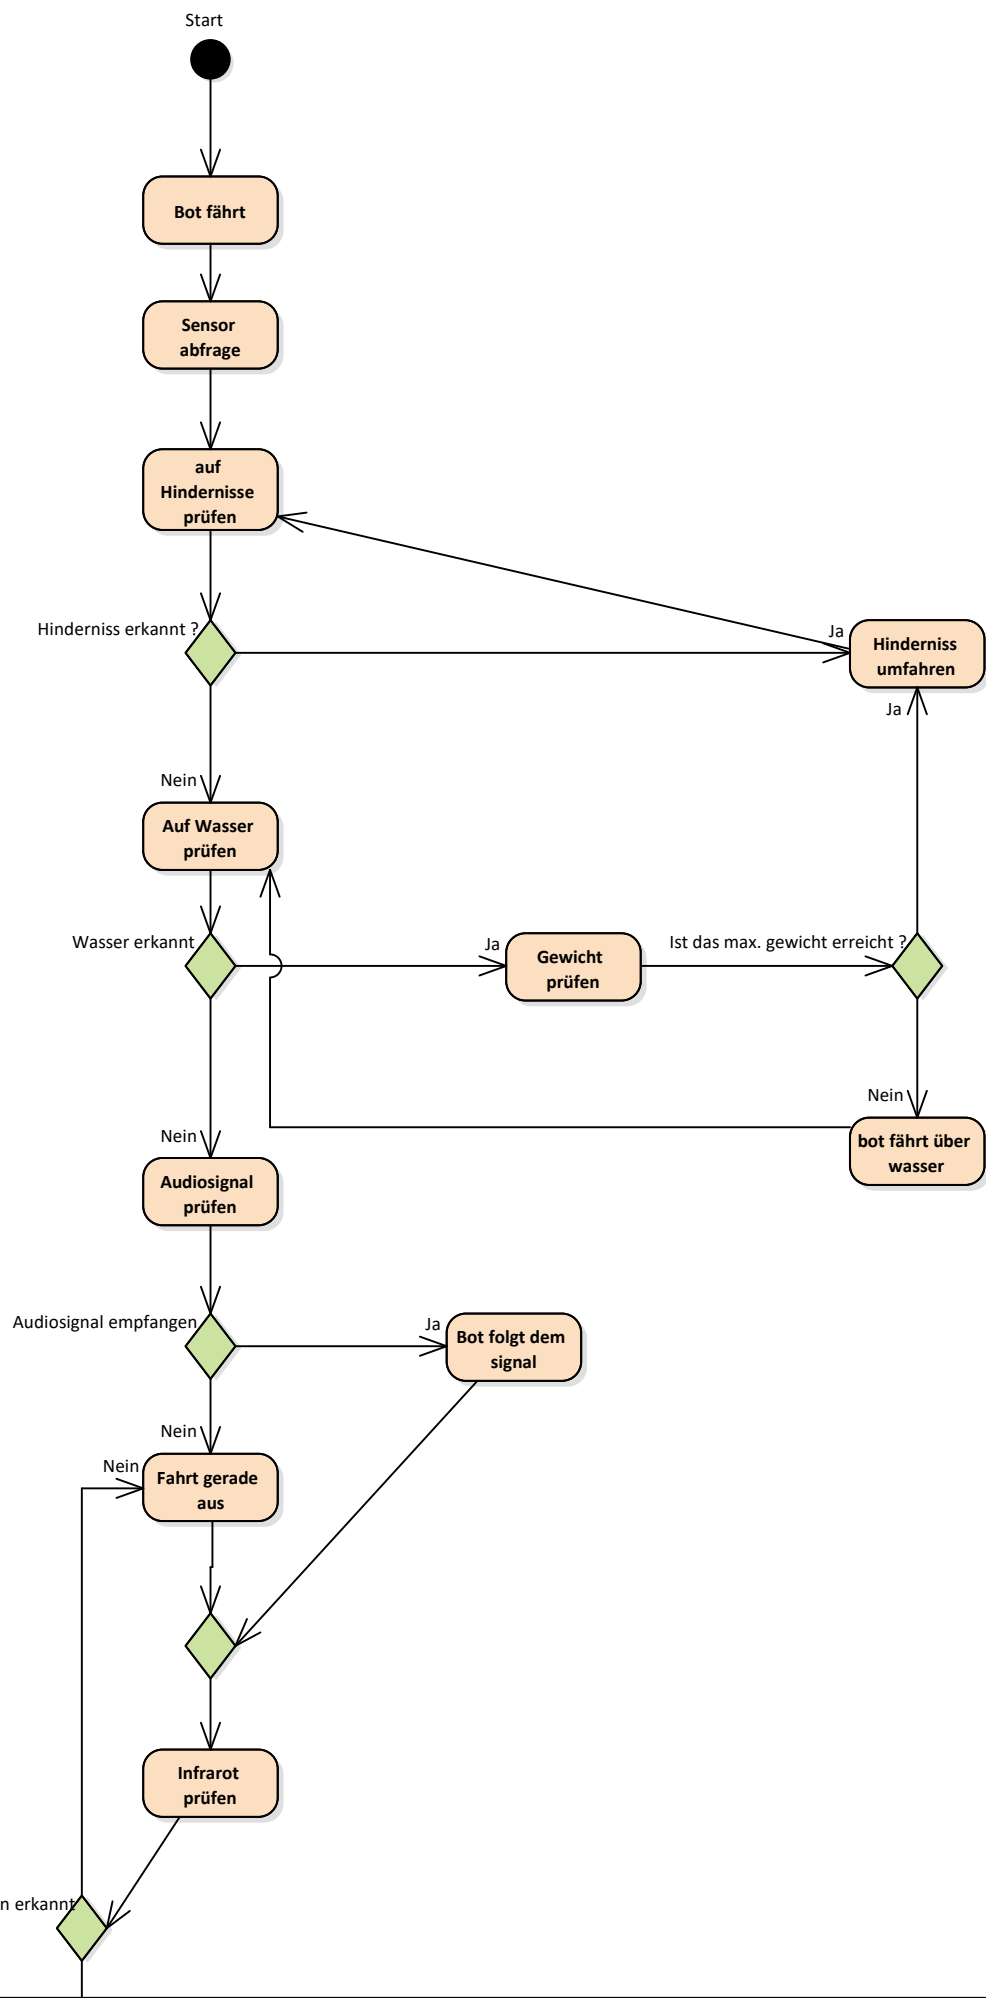 Start
Bot fährt
Sensor
abfrage
auf
Hindernisse
prüfen
Hinderniss erkannt ?
Ja
Hinderniss
umfahren
Ja
Nein
Auf Wasser
prüfen
Wasser erkannt
Ja
Gewicht
prüfen
Ist das max. gewicht erreicht ?
Nein
bot fährt über
wasser
Nein
Audiosignal
prüfen
Audiosignal empfangen
Ja
Bot folgt dem
signal
Nein
Nein
Fahrt gerade
aus
Infrarot
prüfen
n erkannt